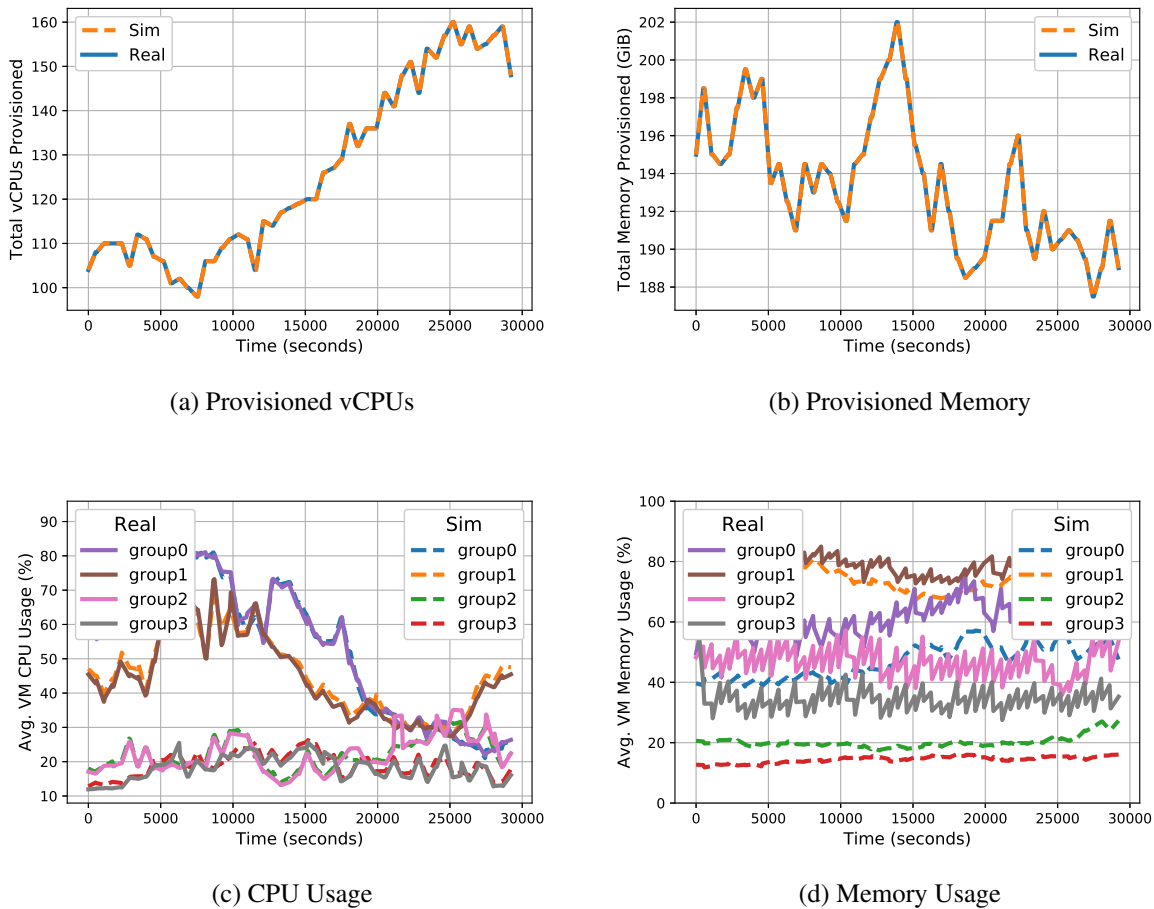 160
150
140
130
120
110
100
Total vCPUs Provisioned
Sim
Real
0 5000 10000 15000 20000 25000 30000
Time (seconds)
(a) Provisioned vCPUs
202
200
198
196
194
192
190
188
Total Memory Provisioned (GiB)
Sim
Real
0 5000 10000 15000 20000 25000 30000
Time (seconds)
(b) Provisioned Memory
90
80
70
60
50
40
30
20
10
Avg. VM CPU Usage (%)
Real
group0
group1
group2
group3
Sim
group0
group1
group2
group3
0 5000 10000 15000 20000 25000 30000
Time (seconds)
(c) CPU Usage
100
80
60
40
20
0
Avg. VM Memory Usage (%)
Real
group0
group1
group2
group3
Sim
group0
group1
group2
group3
0 5000 10000 15000 20000 25000 30000
Time (seconds)
(d) Memory Usage